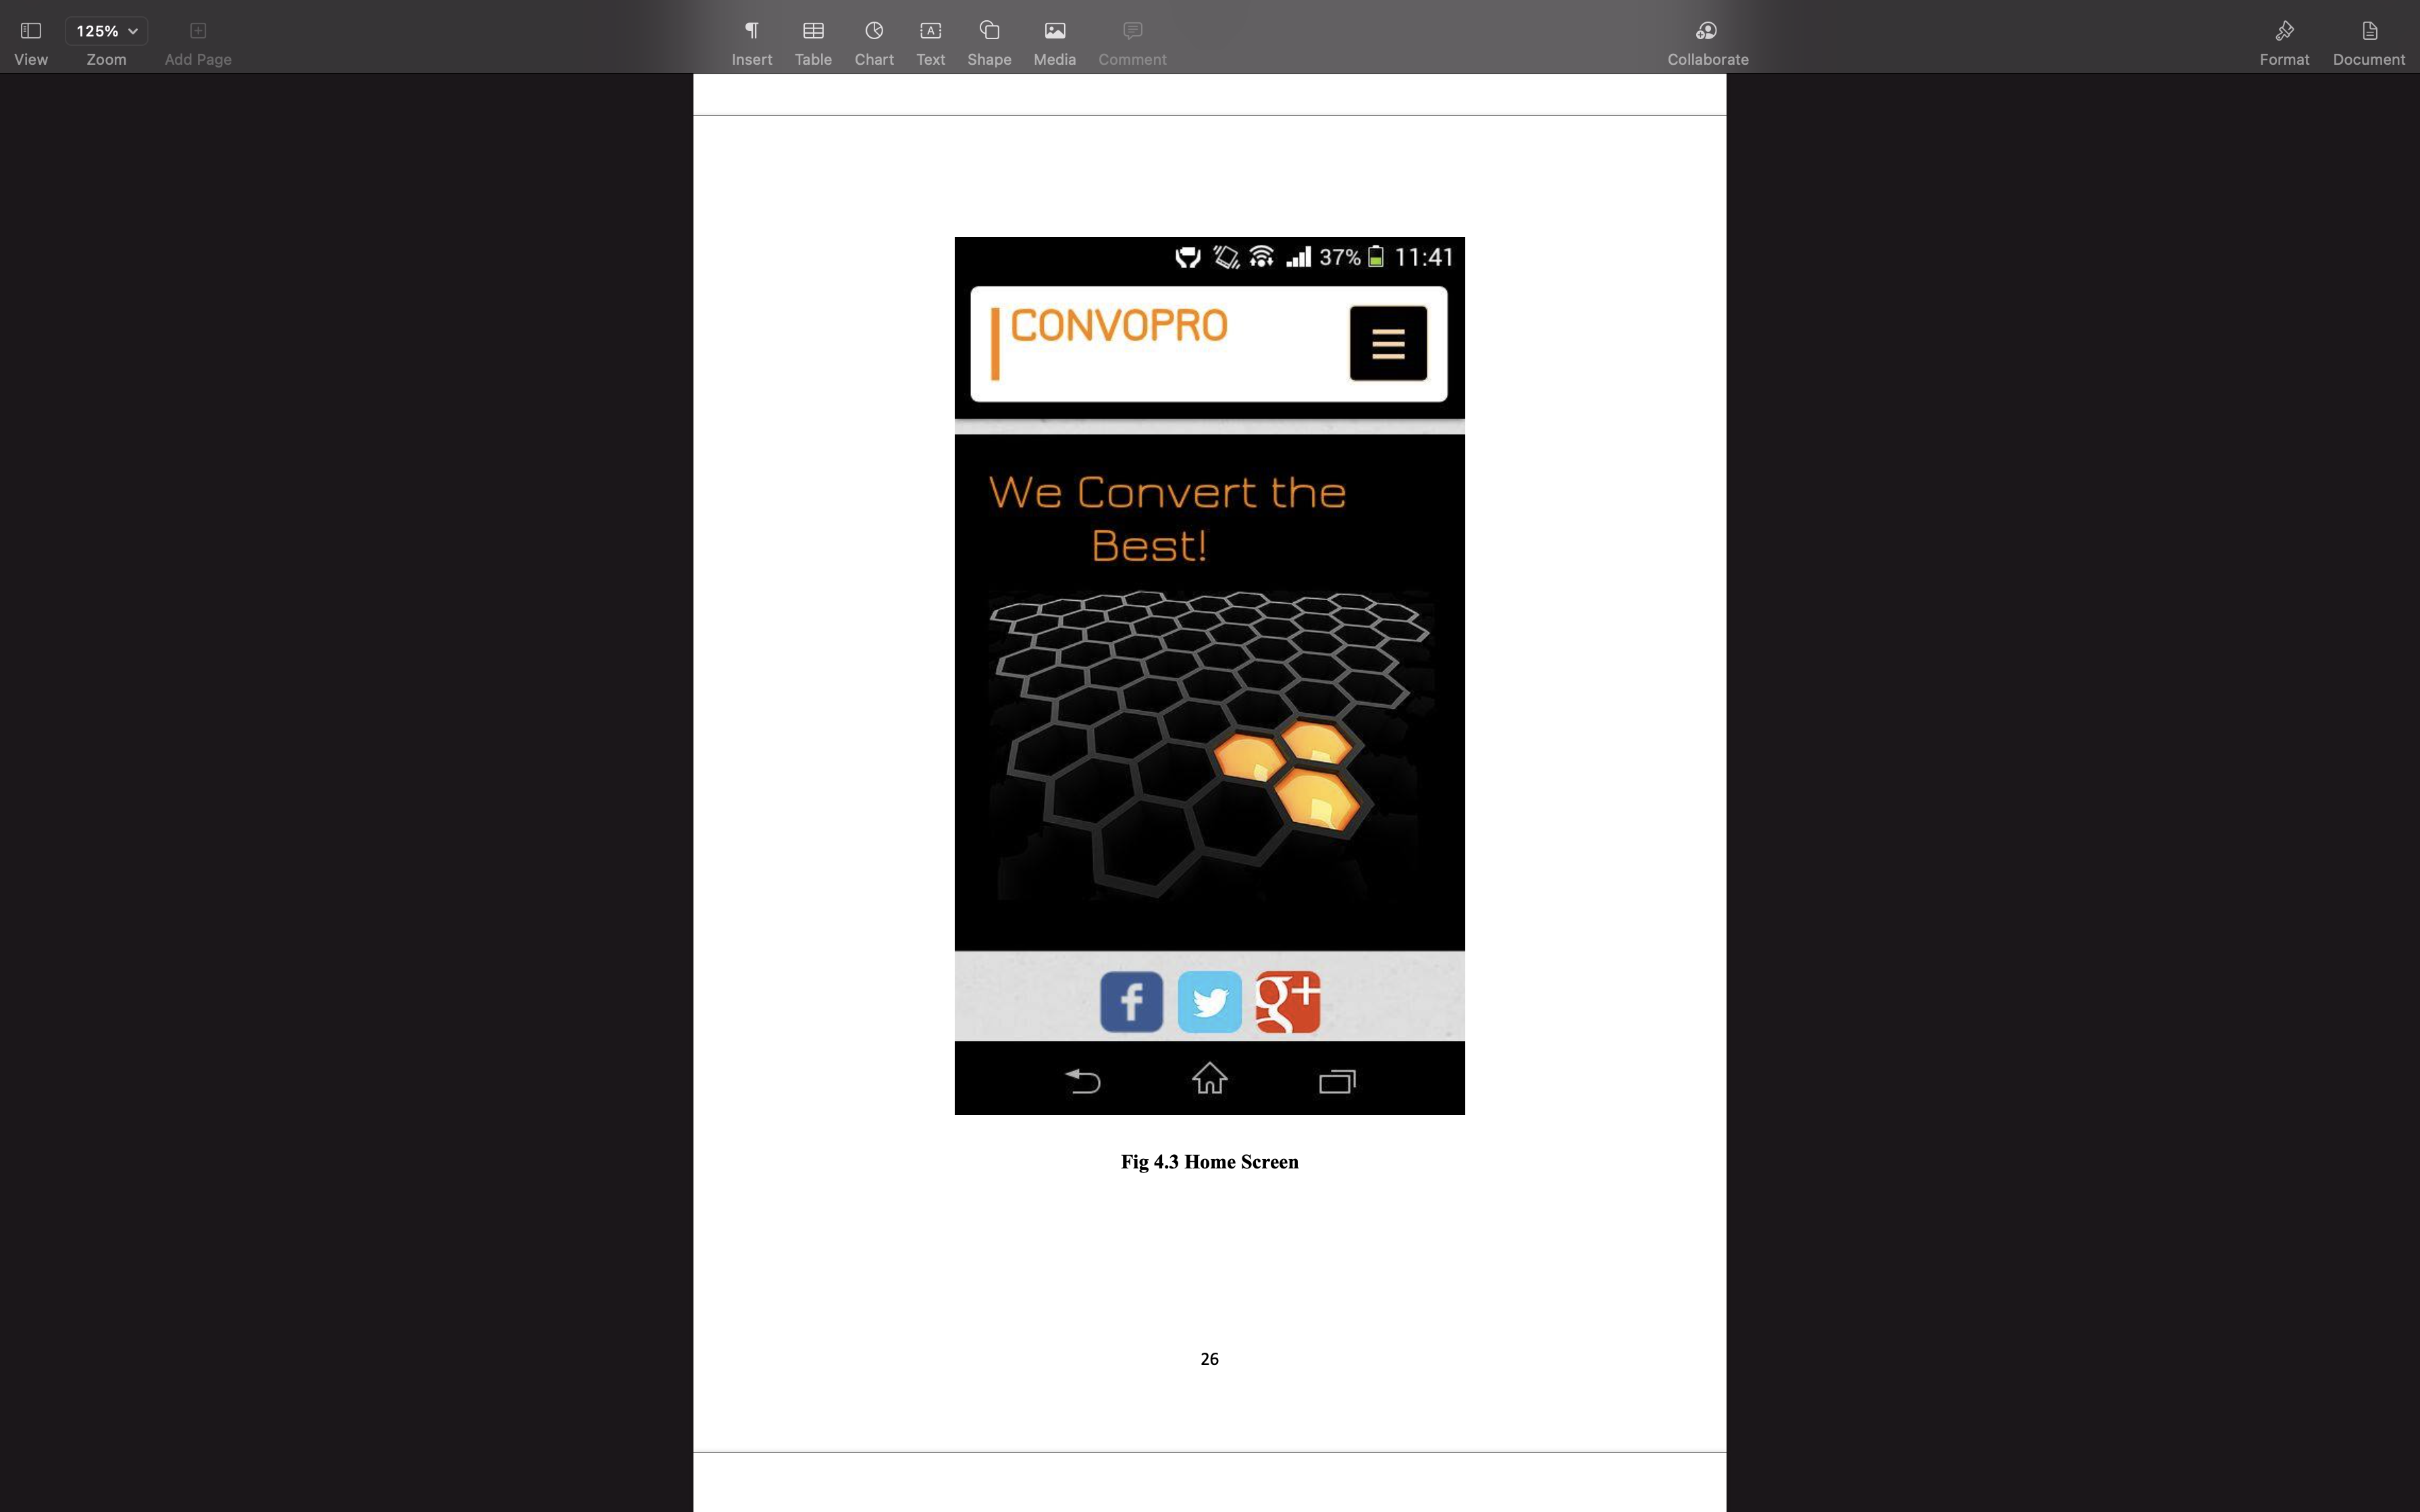 125%
View
Zoom
Add Page
Insert
Table
Chart
Text
Shape
Media
Comment
Collaborate
Format
Document
37% 11:41
CONVOPRO
We Convert the
Best!
f
g+
Fig 4.3 Home Screen
26